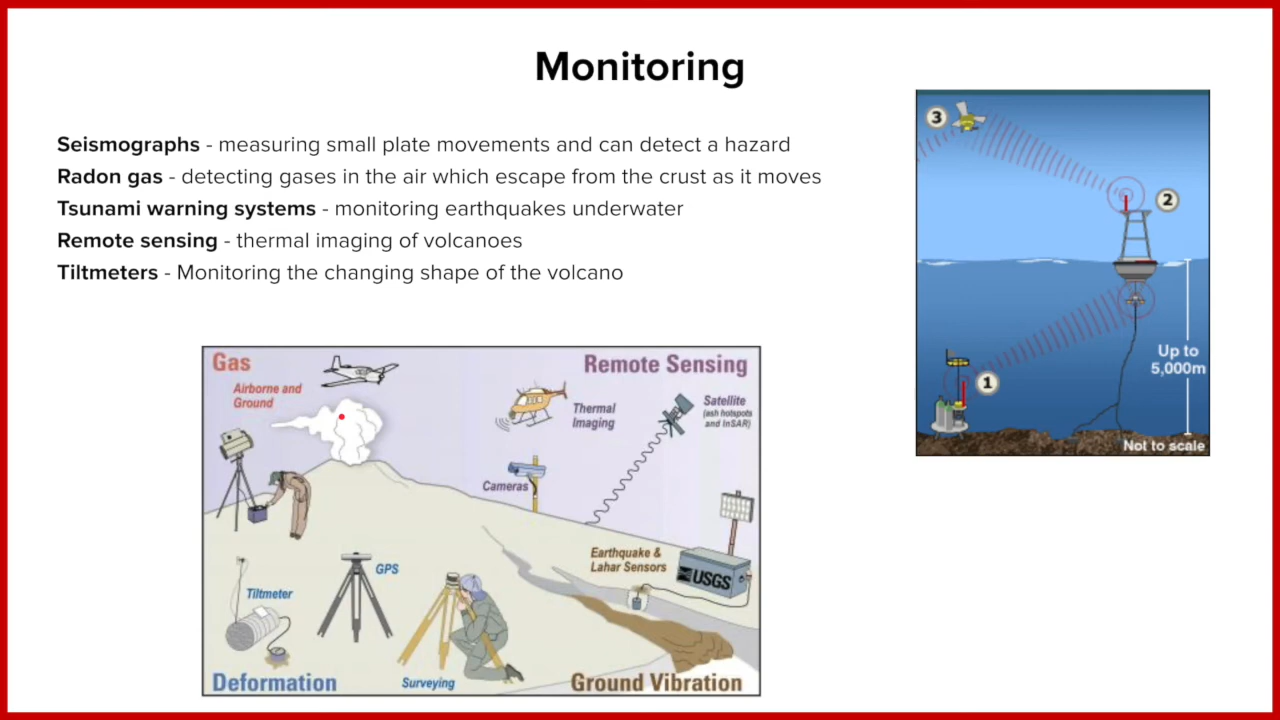 Monitoring
Seismographs - measuring small plate movements and can detect a hazard
Radon gas - detecting gases in the air which escape from the crust as it moves
Tsunami warning systems - monitoring earthquakes underwater
Remote sensing - thermal imaging of volcanoes
Tiltmeters - Monitoring the changing shape of the volcano
3
2
1
Up to
5,000m
Not to scale
Gas
Remote Sensing
Airborne and
Ground
Thermal
Imaging
Satellite
(ash hotspots
and InSAR)
Cameras
Earthquake &
Lahar Sensors
USGS
GPS
Tiltmeter
Deformation
Surveying
Ground Vibration